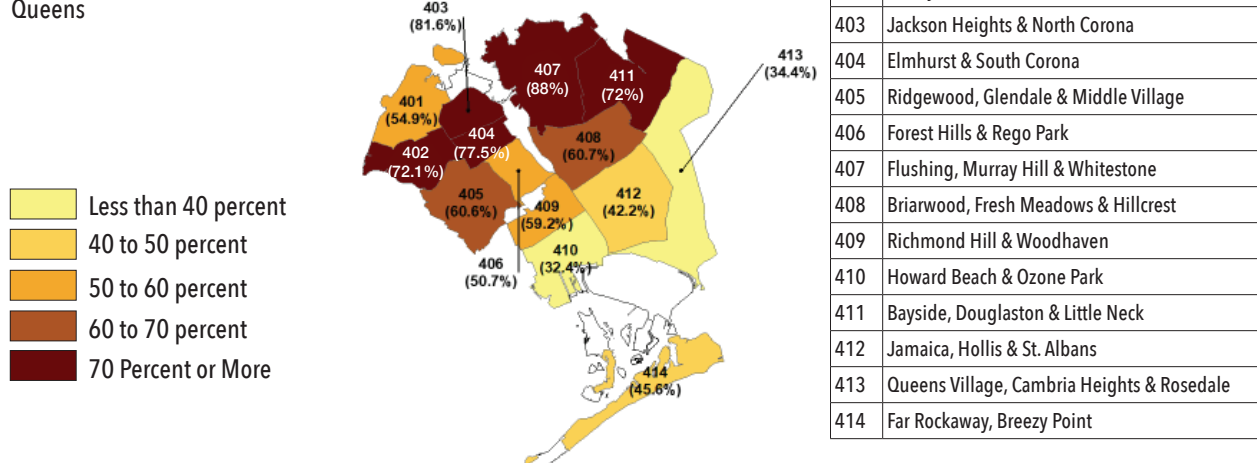 Queens
403
(81.6%)
407
(88%)
411
(72%)
413
(34.4%)
401
(54.9%)
404
(77.5%)
408
(60.7%)
402
(72.1%)
405
(60.6%)
409
(59.2%)
412
(42.2%)
410
(32.4%)
406
(50.7%)
414
(45.6%)
Less than 40 percent
40 to 50 percent
50 to 60 percent
60 to 70 percent
70 Percent or More
403 Jackson Heights & North Corona
404 Elmhurst & South Corona
405 Ridgewood, Glendale & Middle Village
406 Forest Hills & Rego Park
407 Flushing, Murray Hill & Whitestone
408 Briarwood, Fresh Meadows & Hillcrest
409 Richmond Hill & Woodhaven
410 Howard Beach & Ozone Park
411 Bayside, Douglaston & Little Neck
412 Jamaica, Hollis & St. Albans
413 Queens Village, Cambria Heights & Rosedale
414 Far Rockaway, Breezy Point